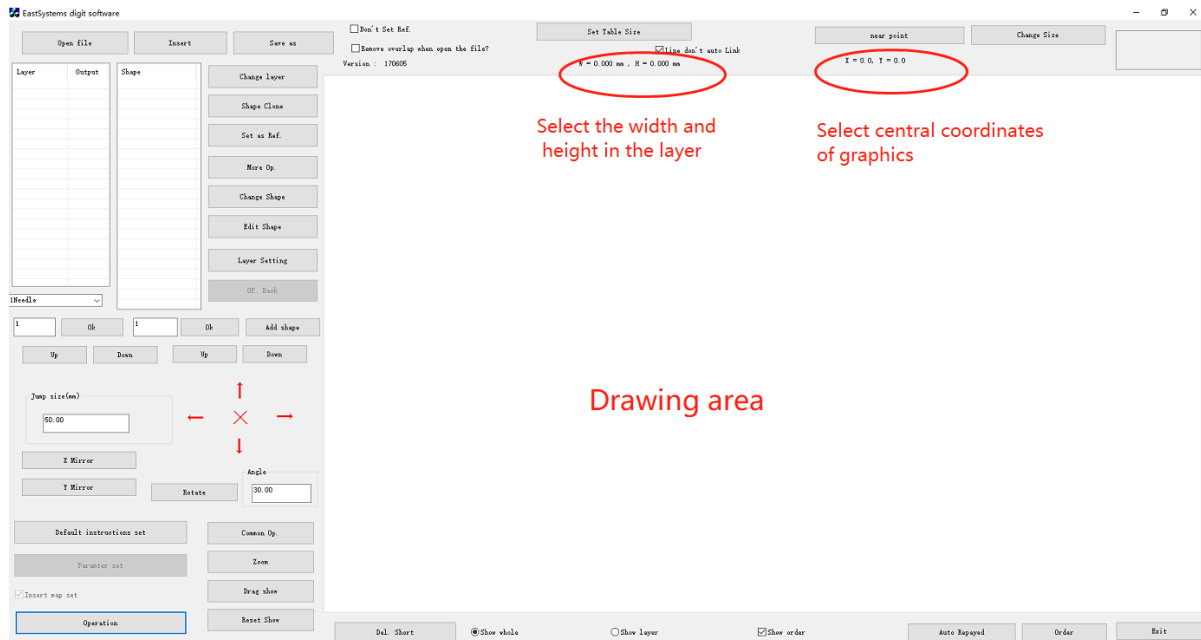 EastSystems digit software
Open file
Insert
Save as
Don't Set Ref.
Remove overlap when open the file?
Version : 170605
Set Table Size
Line don't auto Link
W = 0.000 mm , H = 0.000 mm
near point
Change Size
X = 0.0, Y = 0.0
Select the width and
height in the layer
Select central coordinates
of graphics
Layer
Output
Shape
Change layer
Shape Clone
Set as Ref.
More Op.
Change Shape
Edit Shape
Layer Setting
OP. Back
1Needle
1
Ok
1
Ok
Add shape
Up
Down
Up
Down
Jump size(mm)
50.00
X Mirror
Y Mirror
Rotate
Angle
30.00
Drawing area
Default instructions set
Common Op.
Paramter set
Zoom
Insert map set
Drag show
Operation
Reset Show
Del. Short
Show whole
Show layer
Show order
Auto Repayed
Order
Exit